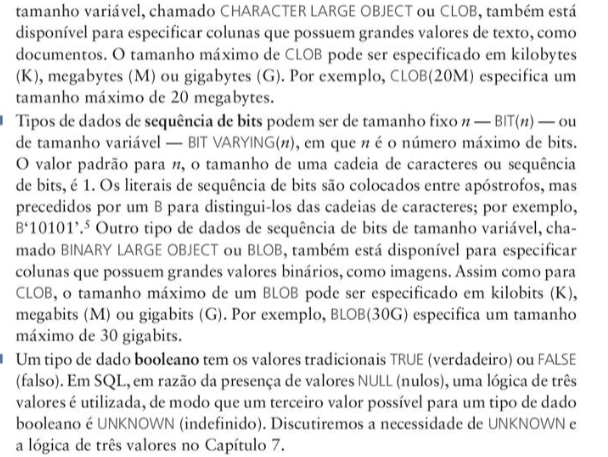 tamanho variável, chamado CHARACTER LARGE OBJECT ou CLOB, também está
disponível para especificar colunas que possuem grandes valores de texto, como
documentos. O tamanho máximo de CLOB pode ser especificado em kilobytes
(K), megabytes (M) ou gigabytes (G). Por exemplo, CLOB(20M) especifica um
tamanho máximo de 20 megabytes.
Tipos de dados de sequência de bits podem ser de tamanho fixo n — BIT(n) — ou
de tamanho variável — BIT VARYING(n), em que n é o número máximo de bits.
O valor padrão para n, o tamanho de uma cadeia de caracteres ou sequência
de bits, é 1. Os literais de sequência de bits são colocados entre apóstrofos, mas
precedidos por um B para distingui-los das cadeias de caracteres; por exemplo,
B‘10101’.⁵ Outro tipo de dados de sequência de bits de tamanho variável, cha-
mado BINARY LARGE OBJECT ou BLOB, também está disponível para especificar
colunas que possuem grandes valores binários, como imagens. Assim como para
CLOB, o tamanho máximo de um BLOB pode ser especificado em kilobits (K),
megabits (M) ou gigabits (G). Por exemplo, BLOB(30G) especifica um tamanho
máximo de 30 gigabits.
Um tipo de dado booleano tem os valores tradicionais TRUE (verdadeiro) ou FALSE
(falso). Em SQL, em razão da presença de valores NULL (nulos), uma lógica de três
valores é utilizada, de modo que um terceiro valor possível para um tipo de dado
booleano é UNKNOWN (indefinido). Discutiremos a necessidade de UNKNOWN e
a lógica de três valores no Capítulo 7.